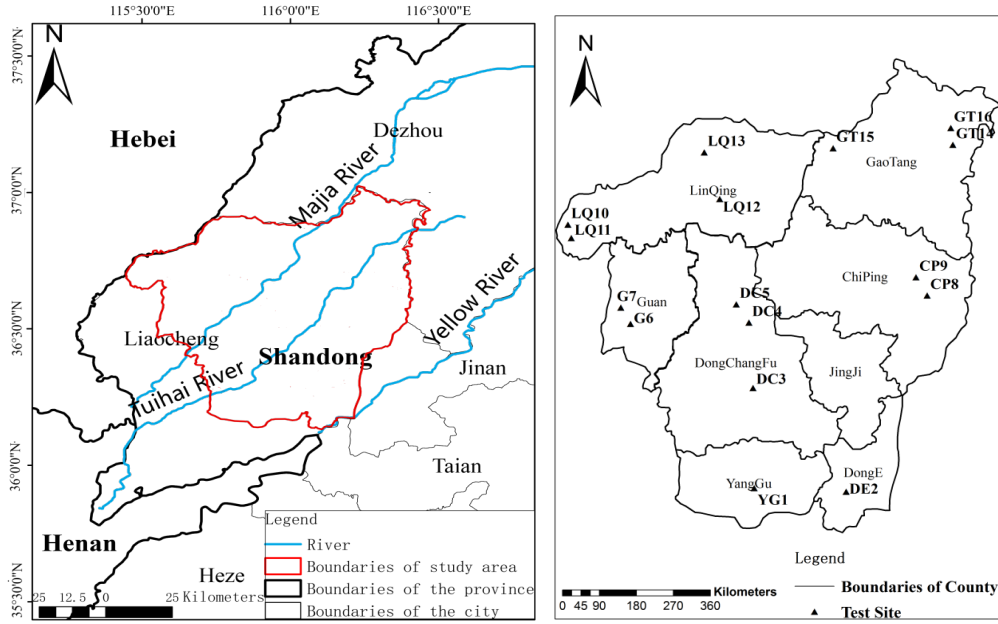 115°30'0"E
116°0'0"E
116°30'0"E
N
37°30'0"N
37°0'0"N
36°30'0"N
36°0'0"N
35°30'0"N
Hebei
Dezhou
Majia River
Liaocheng
Shandong
Yellow River
Tuihai River
Jinan
Taian
Henan
Heze
Legend
River
Boundaries of study area
Boundaries of the province
Boundaries of the city
25 12.5 0 25 Kilometers
N
GT16
GT14
GT15
GaoTang
LQ13
LinQing
LQ12
LQ10
LQ11
CP9
CP8
ChiPing
G7
Guan
G6
DC5
DC4
DongChangFu
JingJi
DC3
YangGu
YG1
DongE
DE2
Legend
Boundaries of County
Test Site
0 45 90 180 270 360
Kilometers